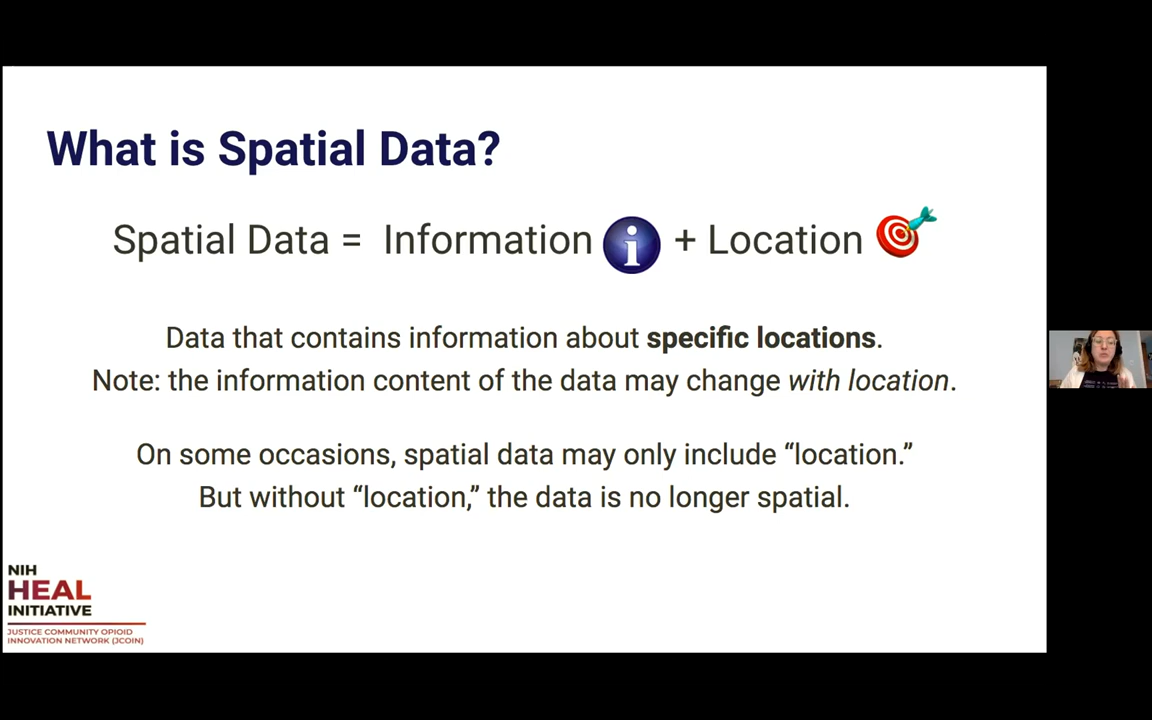 What is Spatial Data?
Spatial Data = Information i + Location
Data that contains information about specific locations.
Note: the information content of the data may change with location.
On some occasions, spatial data may only include “location.”
But without “location,” the data is no longer spatial.
NIH
HEAL
INITIATIVE
JUSTICE COMMUNITY OPIOID
INNOVATION NETWORK (JCOIN)